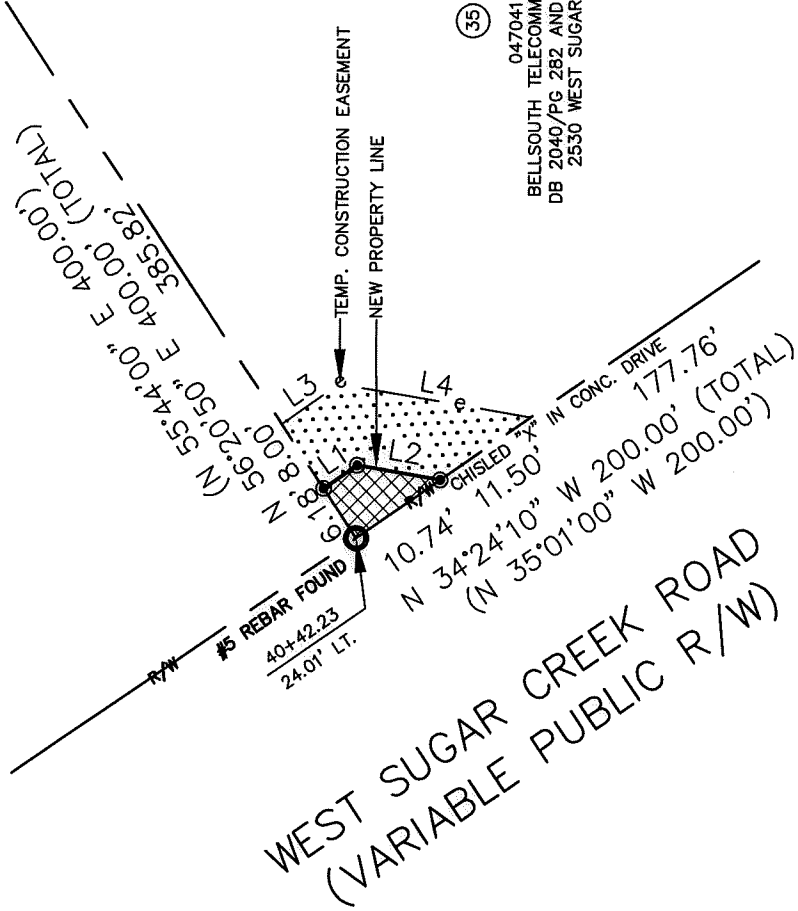 (N 55°44'00" E 400.00')
N 56°20'50" E 400.00' (TOTAL)
385.82'
8.00'
6.18'
TEMP. CONSTRUCTION EASEMENT
NEW PROPERTY LINE
35
047041
BELLSOUTH TELECOMM
DB 2040/PG 282 AND
2530 WEST SUGAR
L3
L4
e
e
L1
L2
R/W
CHISLED "X" IN CONC. DRIVE
10.74' 11.50' 177.76'
N 34°24'10" W 200.00' (TOTAL)
(N 35°01'00" W 200.00')
R/W
#5 REBAR FOUND
40+42.23
24.01' LT.
WEST SUGAR CREEK ROAD
(VARIABLE PUBLIC R/W)